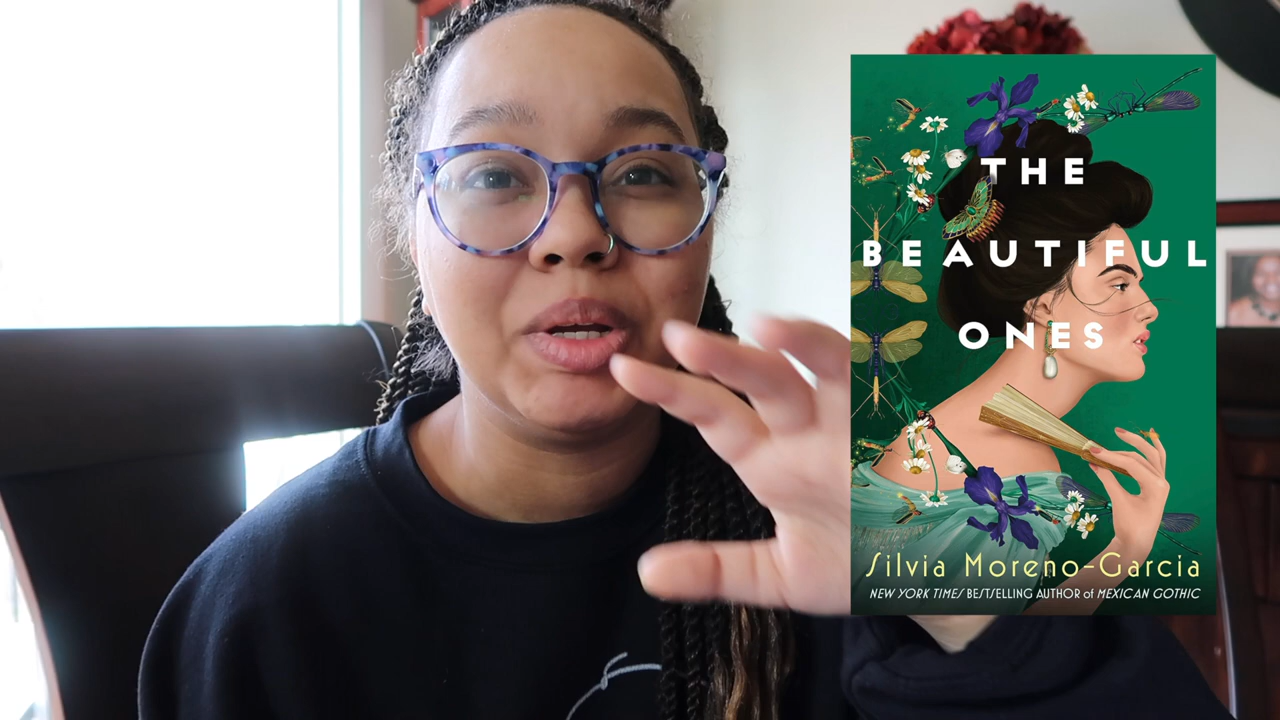 THE
BEAUTIFUL
ONES
Silvia Moreno-Garcia
NEW YORK TIMES BESTSELLING AUTHOR of MEXICAN GOTHIC